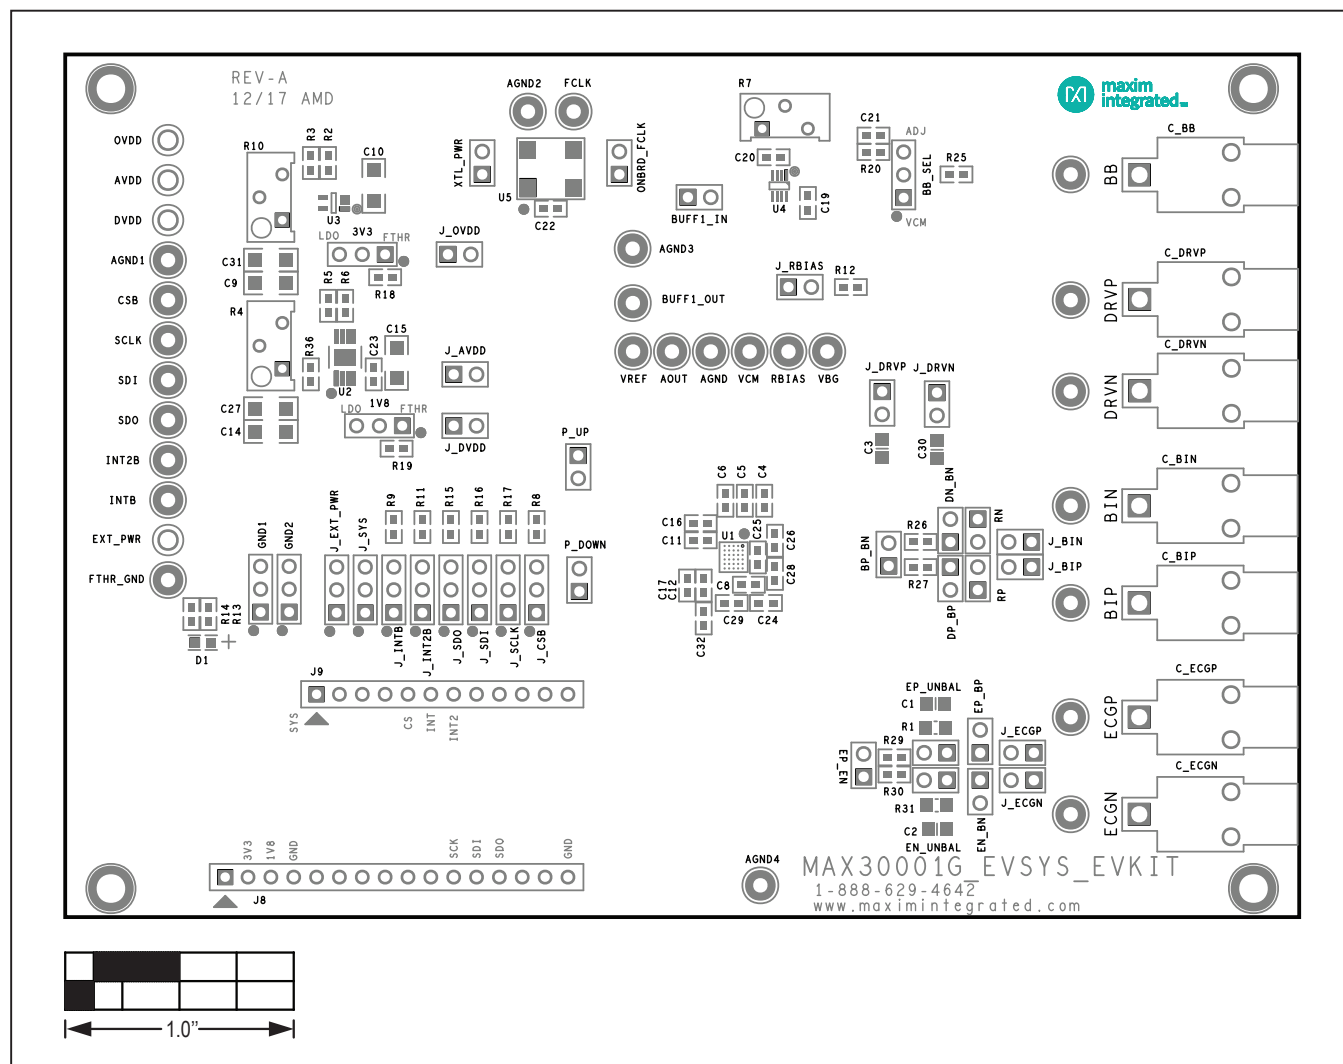 REV-A
12/17 AMD
AGND2
FCLK
R7
maxim
integrated™
C_BB
OVDD
AVDD
DVDD
AGND1
CSB
SCLK
SDI
SDO
INT2B
INTB
EXT_PWR
FTHR_GND
R10
R3
R2
C10
U3
LDO
3V3
FTHR
J_OVDD
XTL_PWR
U5
C22
ONBRD_FCLK
BUFF1_IN
C20
U4
C19
C21
R20
ADJ
BB_SEL
VCM
R25
BB
C31
C9
R5
R6
R18
R4
R36
C23
C15
U2
J_AVDD
C27
C14
LDO
1V8
FTHR
R19
J_DVDD
AGND3
BUFF1_OUT
J_RBIAS
R12
VREF
AOUT
AGND
VCM
RBIAS
VBG
C_DRVP
DRVP
J_DRVP
J_DRVN
C_DRVN
DRVN
C3
C30
P_UP
P_DOWN
C6
C5
C4
C16
C11
U1
C25
C26
C28
C17
C12
C8
C29
C24
C32
DN_BN
RN
C_BIN
BIN
R26
BP_BN
R27
J_BIN
J_BIP
DP_BP
RP
C_BIP
BIP
GND1
GND2
J_EXT_PWR
J_SYS
R9
R11
R15
R16
R17
R8
R14
R13
D1
J_INTB
J_INT2B
J_SDO
J_SDI
J_SCLK
J_CSB
J9
SYS
CS
INT
INT2
EP_UNBAL
C1
R1
EP_BP
J_ECGP
C_ECGP
ECGP
EP_EN
R29
R30
R31
C2
EN_UNBAL
EN_BN
J_ECGN
C_ECGN
ECGN
3V3
1V8
GND
SCK
SDI
SDO
GND
J8
AGND4
MAX30001G_EVSYS_EVKIT
1-888-629-4642
www.maximintegrated.com
1.0”